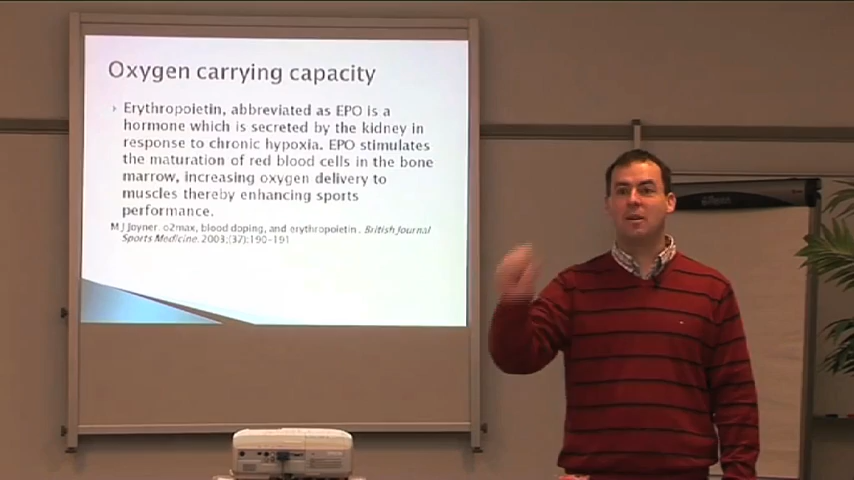 Oxygen carrying capacity
Erythropoietin, abbreviated as EPO is a
hormone which is secreted by the kidney in
response to chronic hypoxia. EPO stimulates
the maturation of red blood cells in the bone
marrow, increasing oxygen delivery to
muscles thereby enhancing sports
performance.
M J Joyner. o2max, blood doping, and erythropoietin . British Journal
Sports Medicine. 2003;(37):190-191